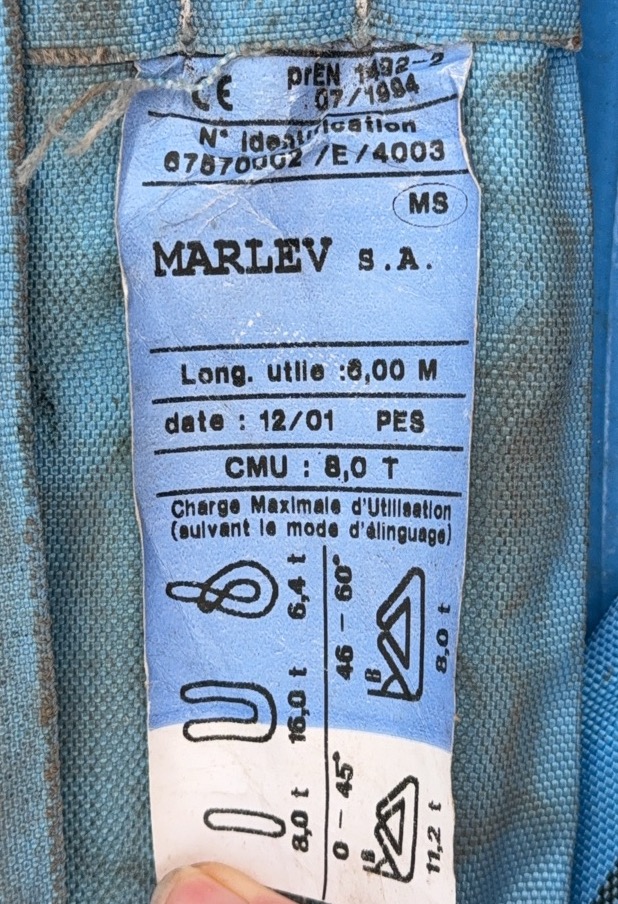 CE prEN 1492-2
07/1994
N° Identification
67570002 /E/4003
MS
MARLEV S.A.
Long. utile :6,00 M
date : 12/01 PES
CMU : 8,0 T
Charge Maximale d'Utilisation
(suivant le mode d'élinguage)
8,0 t
16,0 t
6,4 t
0 - 45°
46 - 60°
B
11,2 t
B
8,0 t